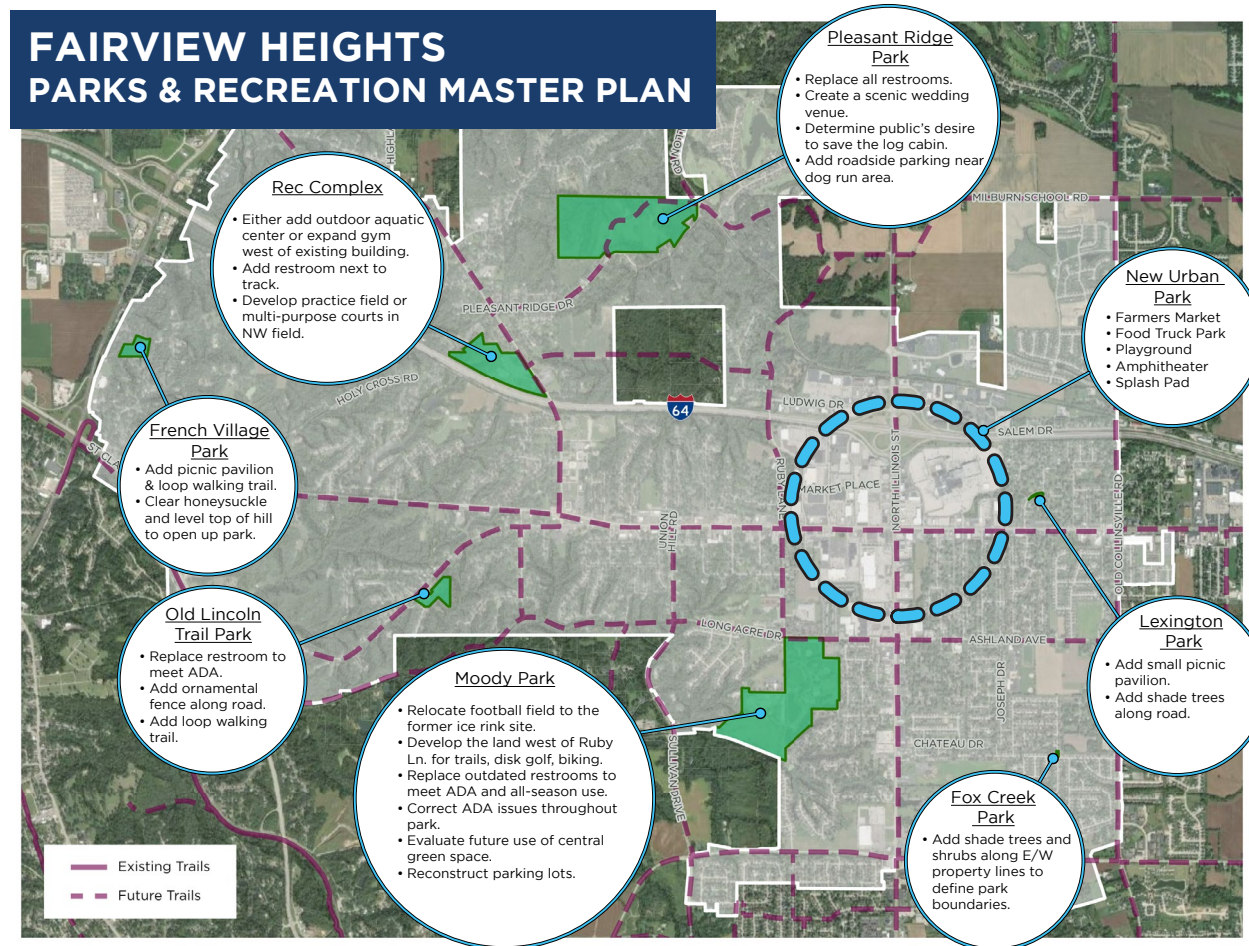 FAIRVIEW HEIGHTS
PARKS & RECREATION MASTER PLAN
Pleasant Ridge
Park
• Replace all restrooms.
• Create a scenic wedding
venue.
• Determine public's desire
to save the log cabin.
• Add roadside parking near
dog run area.
Rec Complex
• Either add outdoor aquatic
center or expand gym
west of existing building.
• Add restroom next to
track.
• Develop practice field or
multi-purpose courts in
NW field.
MILBURN SCHOOL RD
New Urban
Park
• Farmers Market
• Food Truck Park
• Playground
• Amphitheater
• Splash Pad
PLEASANT RIDGE DR
HOLY CROSS RD
64
LUDWIG DR
SALEM DR
French Village
Park
• Add picnic pavilion
& loop walking trail.
• Clear honeysuckle
and level top of hill
to open up park.
MARKET PLACE
RUBY LANE
NORTH ILLINOIS ST
OLD COLLINSVILLE RD
UNION
HILL RD
Old Lincoln
Trail Park
• Replace restroom to
meet ADA.
• Add ornamental
fence along road.
• Add loop walking
trail.
LONG ACRE DR
ASHLAND AVE
Lexington
Park
• Add small picnic
pavilion.
• Add shade trees
along road.
JOSEPH DR
Moody Park
• Relocate football field to the
former ice rink site.
• Develop the land west of Ruby
Ln. for trails, disk golf, biking.
• Replace outdated restrooms to
meet ADA and all-season use.
• Correct ADA issues throughout
park.
• Evaluate future use of central
green space.
• Reconstruct parking lots.
SULLIVAN DRIVE
CHATEAU DR
Fox Creek
Park
• Add shade trees and
shrubs along E/W
property lines to
define park
boundaries.
Existing Trails
Future Trails